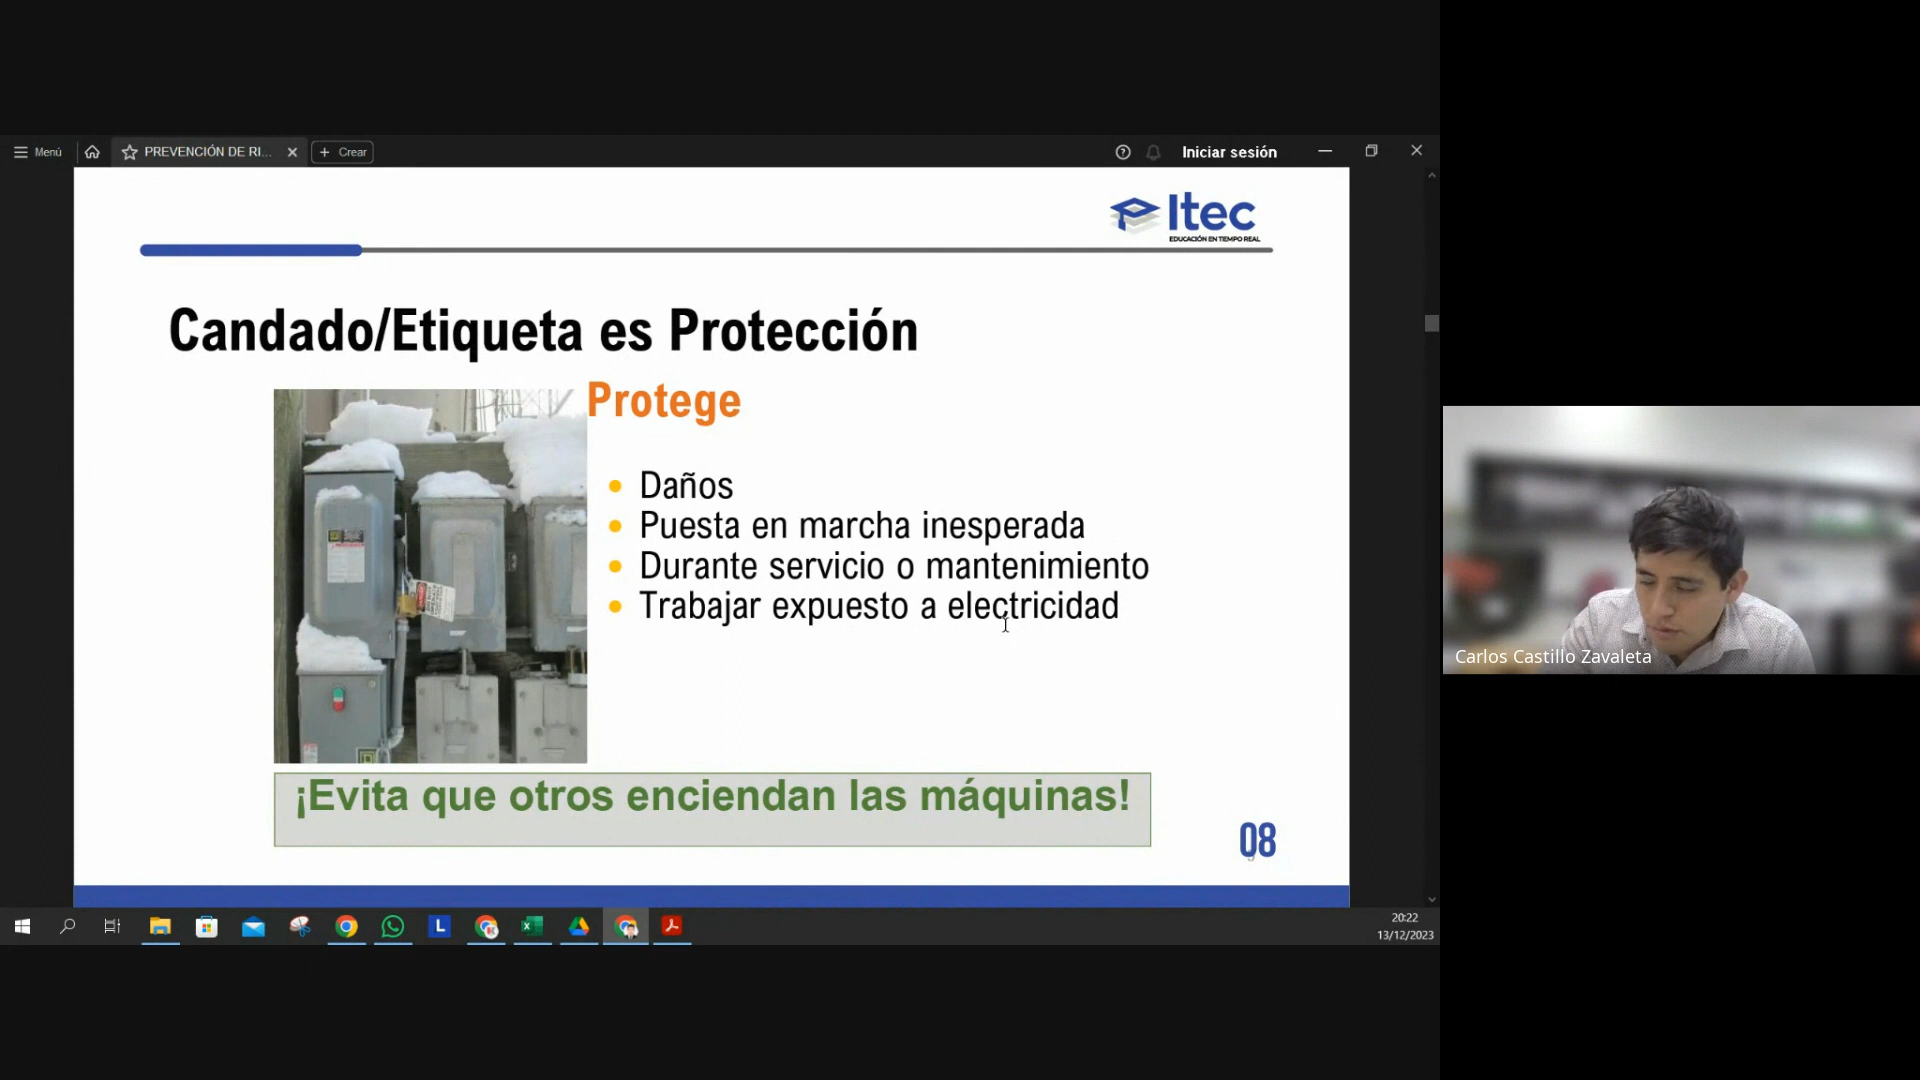 Menú
PREVENCIÓN DE RI...
Crear
Iniciar sesión
Itec
EDUCACIÓN EN TIEMPO REAL
Candado/Etiqueta es Protección
Protege
Daños
Puesta en marcha inesperada
Durante servicio o mantenimiento
Trabajar expuesto a electricidad
¡Evita que otros enciendan las máquinas!
08
Carlos Castillo Zavaleta
20:22
13/12/2023